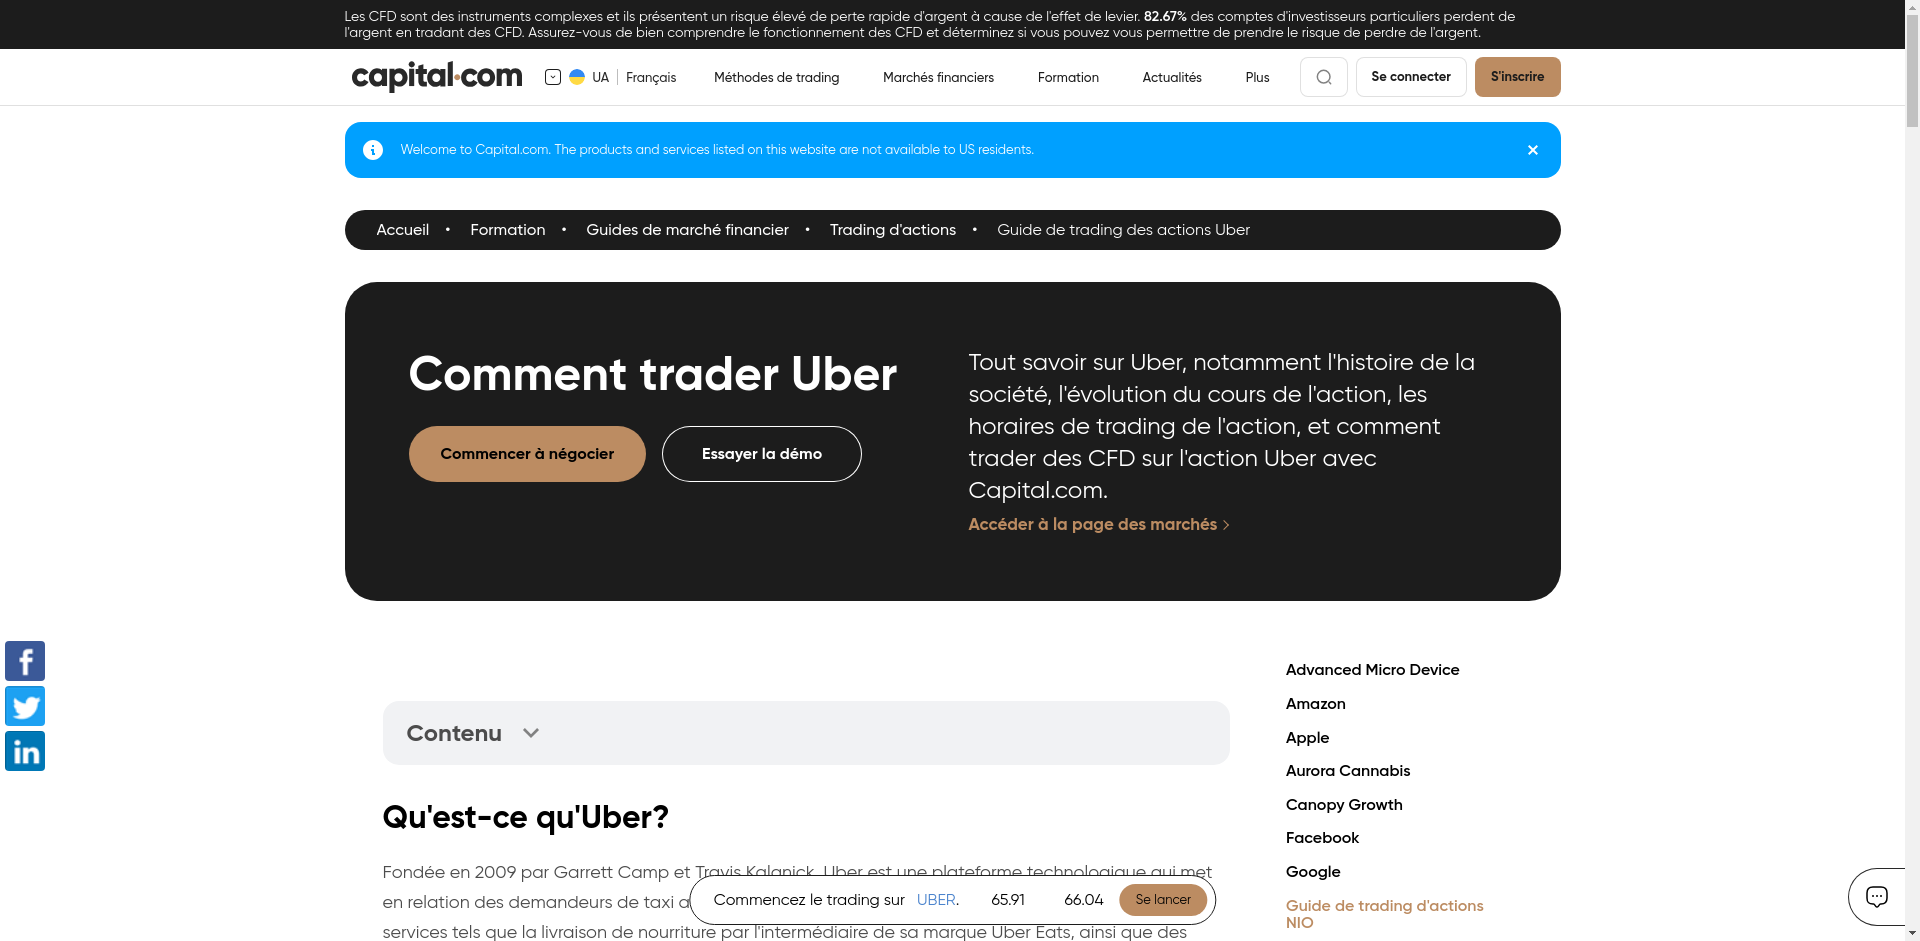 Les CFD sont des instruments complexes et ils présentent un risque élevé de perte rapide d'argent à cause de l'effet de levier. 82.67% des comptes d'investisseurs particuliers perdent de
l'argent en tradant des CFD. Assurez-vous de bien comprendre le fonctionnement des CFD et déterminez si vous pouvez vous permettre de prendre le risque de perdre de l'argent.
capital.com
UA | Français
Méthodes de trading
Marchés financiers
Formation
Actualités
Plus
Se connecter
S'inscrire
Welcome to Capital.com. The products and services listed on this website are not available to US residents.
Accueil • Formation • Guides de marché financier • Trading d'actions • Guide de trading des actions Uber
Comment trader Uber
Commencer à négocier
Essayer la démo
Tout savoir sur Uber, notamment l'histoire de la
société, l'évolution du cours de l'action, les
horaires de trading de l'action, et comment
trader des CFD sur l'action Uber avec
Capital.com.
Accéder à la page des marchés
Contenu
Qu'est-ce qu'Uber?
Fondée en 2009 par Garrett Camp et Travis Kalanick, Uber est une plateforme technologique qui met
en relation des demandeurs de taxi
services tels que la livraison de nourriture par l'intermédiaire de sa marque Uber Eats, ainsi que des
Commencez le trading sur UBER. 65.91 66.04 Se lancer
Advanced Micro Device
Amazon
Apple
Aurora Cannabis
Canopy Growth
Facebook
Google
Guide de trading d'actions
NIO